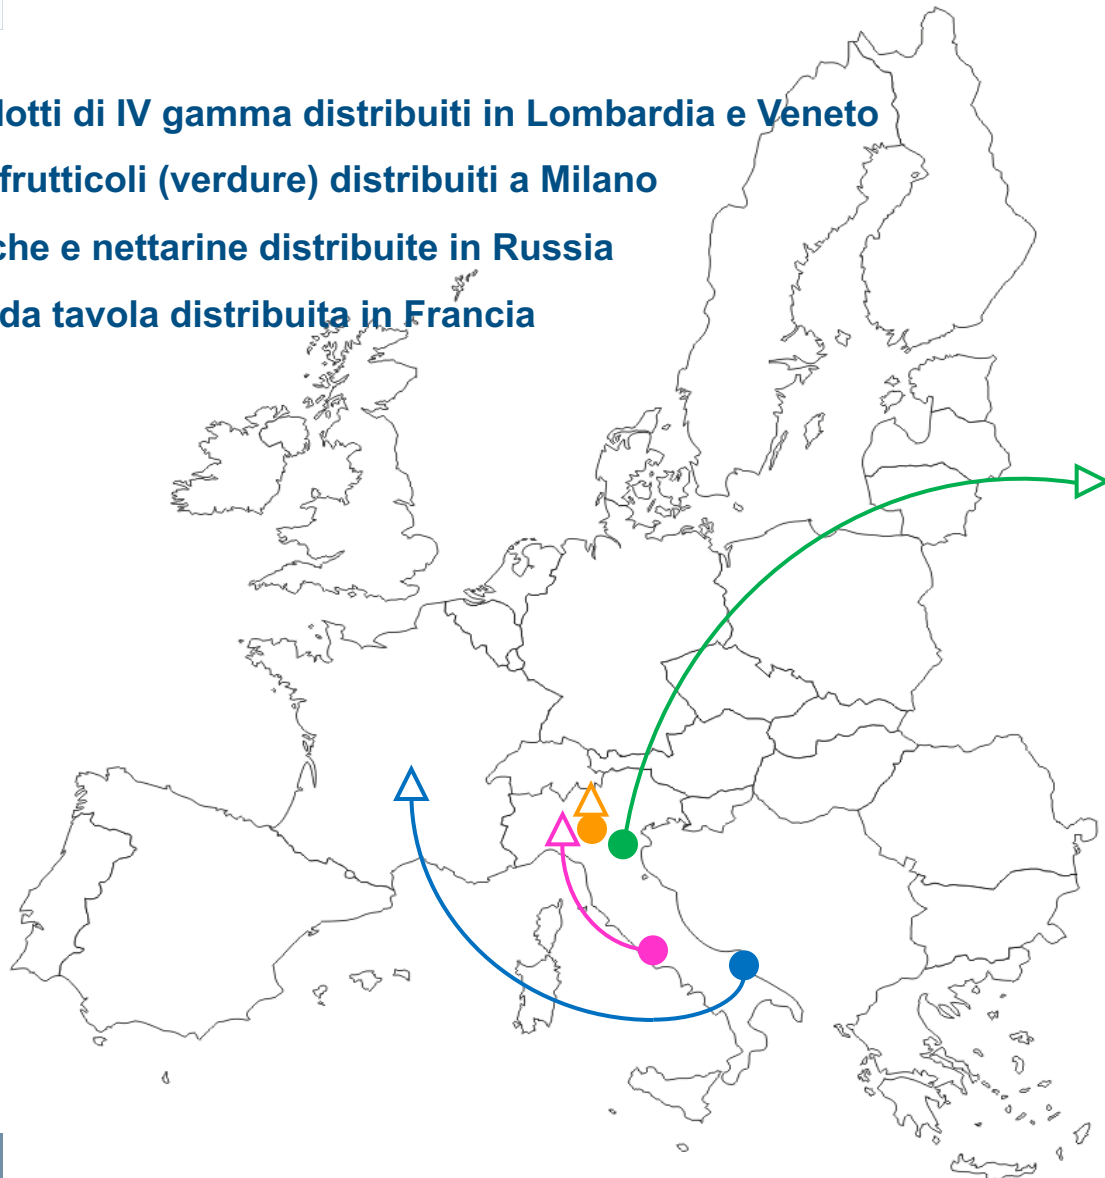 lotti di IV gamma distribuiti in Lombardia e Veneto
frutticoli (verdure) distribuiti a Milano
che e nettarine distribuite in Russia
da tavola distribuita in Francia